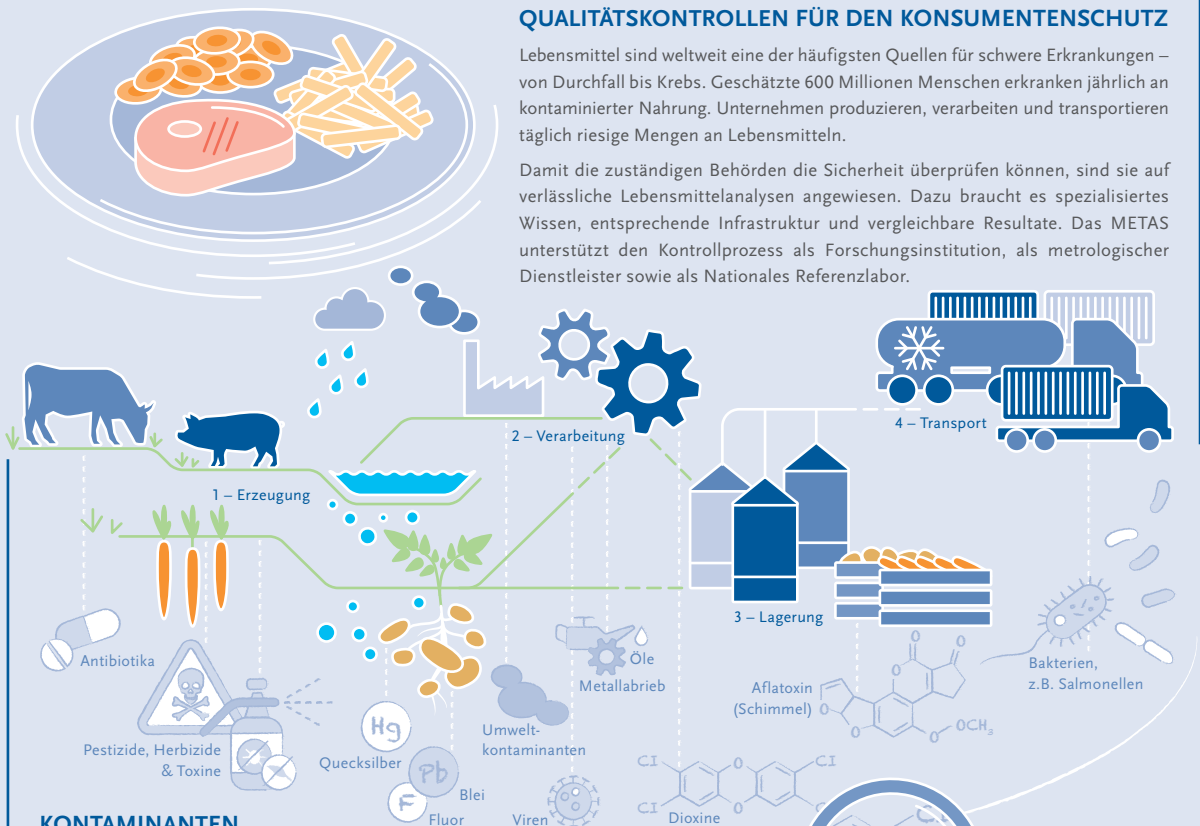 QUALITÄTSKONTROLLEN FÜR DEN KONSUMENTENSCHUTZ
Lebensmittel sind weltweit eine der häufigsten Quellen für schwere Erkrankungen –
von Durchfall bis Krebs. Geschätzte 600 Millionen Menschen erkranken jährlich an
kontaminierter Nahrung. Unternehmen produzieren, verarbeiten und transportieren
täglich riesige Mengen an Lebensmitteln.
Damit die zuständigen Behörden die Sicherheit überprüfen können, sind sie auf
verlässliche Lebensmittelanalysen angewiesen. Dazu braucht es spezialisiertes
Wissen, entsprechende Infrastruktur und vergleichbare Resultate. Das METAS
unterstützt den Kontrollprozess als Forschungsinstitution, als metrologischer
Dienstleister sowie als Nationales Referenzlabor.
1 – Erzeugung
2 – Verarbeitung
3 – Lagerung
4 – Transport
Antibiotika
Pestizide, Herbizide
& Toxine
Hg
Quecksilber
Pb
Blei
F
Fluor
Umwelt-
kontaminanten
Viren
Öle
Metallabrieb
Cl
Cl
O
O
Cl
Cl
Dioxine
Aflatoxin
(Schimmel)
O
O
O
O
O
O
OCH3
Bakterien,
z.B. Salmonellen
KONTAMINANTEN